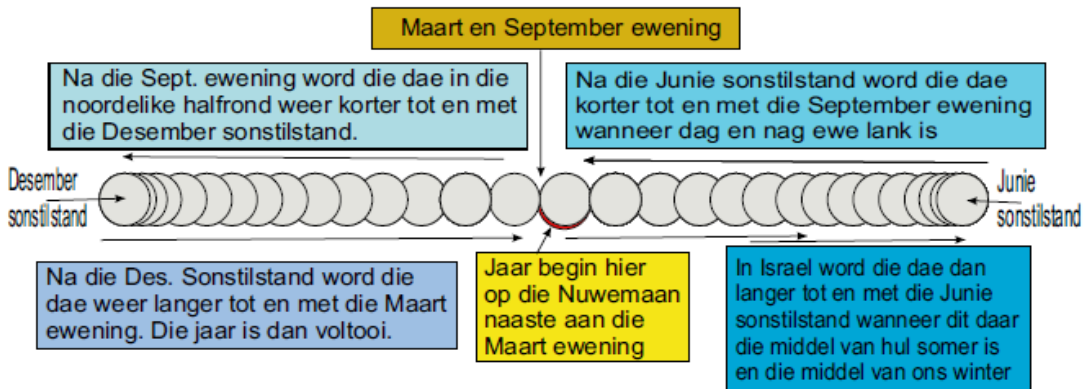 Maart en September ewening
Na die Sept. ewening word die dae in die
noordelike halfrond weer korter tot en met
die Desember sonstilstand.
Na die Junie sonstilstand word die dae
korter tot en met die September ewening
wanneer dag en nag ewe lank is
Desember
sonstilstand
Junie
sonstilstand
Na die Des. Sonstilstand word die
dae weer langer tot en met die Maart
ewening. Die jaar is dan voltooi.
Jaar begin hier
op die Nuwemaan
naaste aan die
Maart ewening
In Israel word die dae dan
langer tot en met die Junie
sonstilstand wanneer dit daar
die middel van hul somer is
en die middel van ons winter